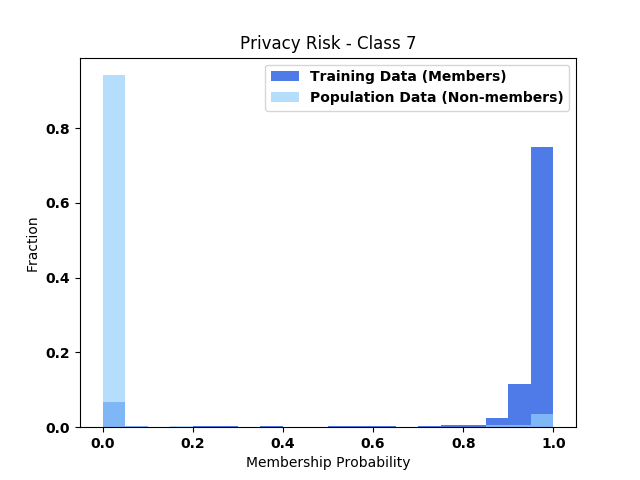 Privacy Risk - Class 7
Training Data (Members)
Population Data (Non-members)
Fraction
0.8
0.6
0.4
0.2
0.0
0.0 0.2 0.4 0.6 0.8 1.0
Membership Probability